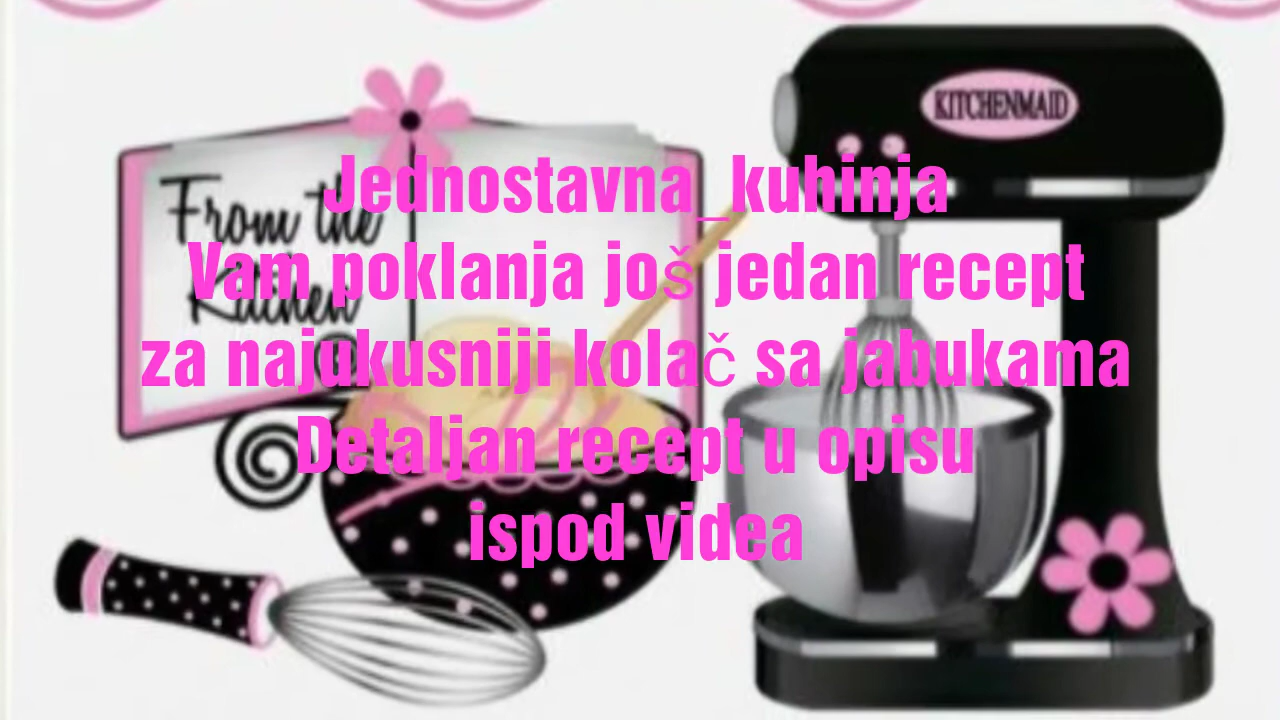 KITCHENMAID
From the
Kitchen
Jednostavna_kuhinja
Vam poklanja još jedan recept
za najukusniji kolač sa jabukama
Detaljan recept u opisu
ispod videa